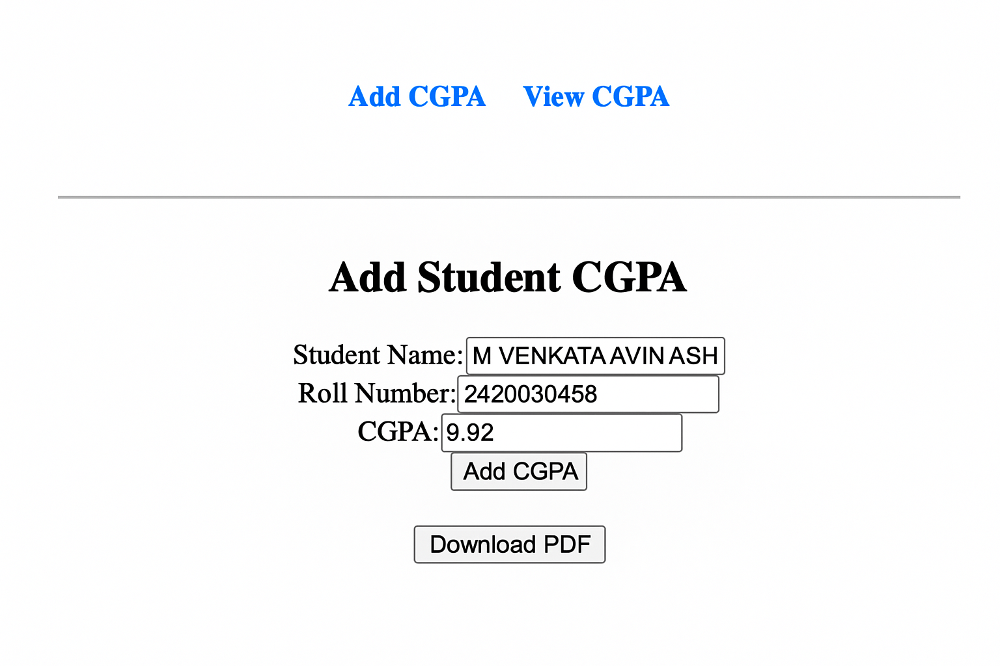 Add CGPA View CGPA
Add Student CGPA
Student Name: M VENKATA AVIN ASH
Roll Number: 2420030458
CGPA: 9.92
Add CGPA
Download PDF